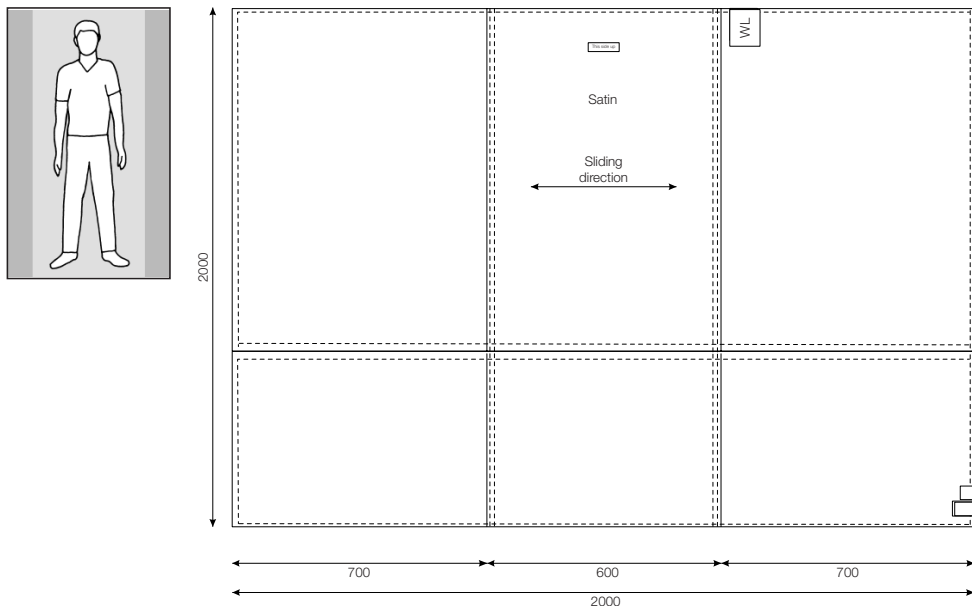 This side up
WL
Satin
Sliding
direction
2000
700
600
700
2000